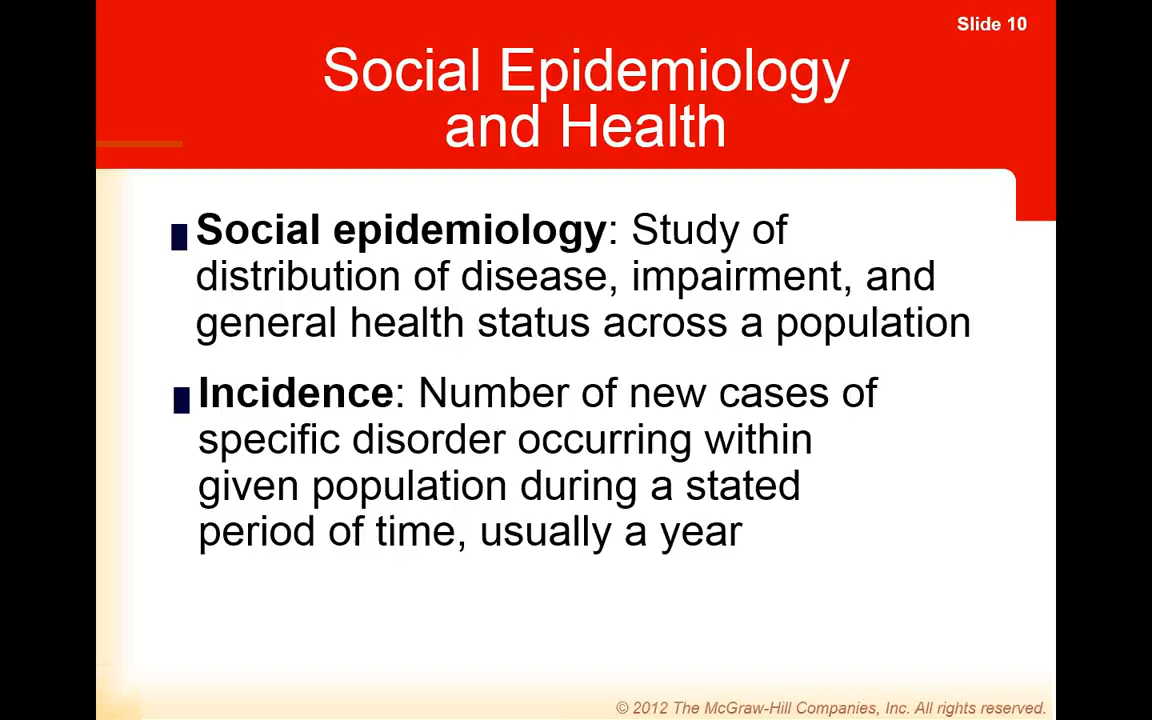 Slide 10
Social Epidemiology
and Health
Social epidemiology: Study of
distribution of disease, impairment, and
general health status across a population
Incidence: Number of new cases of
specific disorder occurring within
given population during a stated
period of time, usually a year
© 2012 The McGraw-Hill Companies, Inc. All rights reserved.